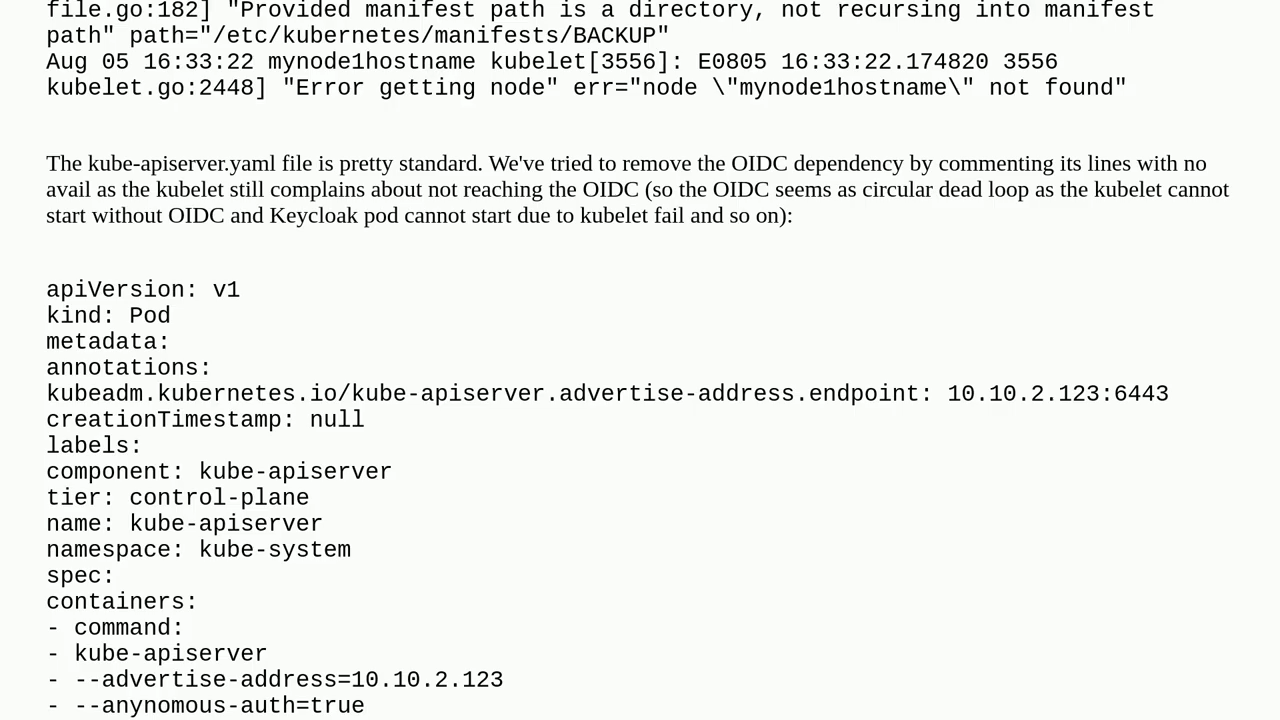 file.go:182] "Provided manifest path is a directory, not recursing into manifest
path" path="/etc/kubernetes/manifests/BACKUP"
Aug 05 16:33:22 mynode1hostname kubelet[3556]: E0805 16:33:22.174820 3556
kubelet.go:2448] "Error getting node" err="node \"mynode1hostname\" not found"
The kube-apiserver.yaml file is pretty standard. We've tried to remove the OIDC dependency by commenting its lines with no
avail as the kubelet still complains about not reaching the OIDC (so the OIDC seems as circular dead loop as the kubelet cannot
start without OIDC and Keycloak pod cannot start due to kubelet fail and so on):
apiVersion: v1
kind: Pod
metadata:
annotations:
kubeadm.kubernetes.io/kube-apiserver.advertise-address.endpoint: 10.10.2.123:6443
creationTimestamp: null
labels:
component: kube-apiserver
tier: control-plane
name: kube-apiserver
namespace: kube-system
spec:
containers:
- command:
- kube-apiserver
- --advertise-address=10.10.2.123
- --anynomous-auth=true